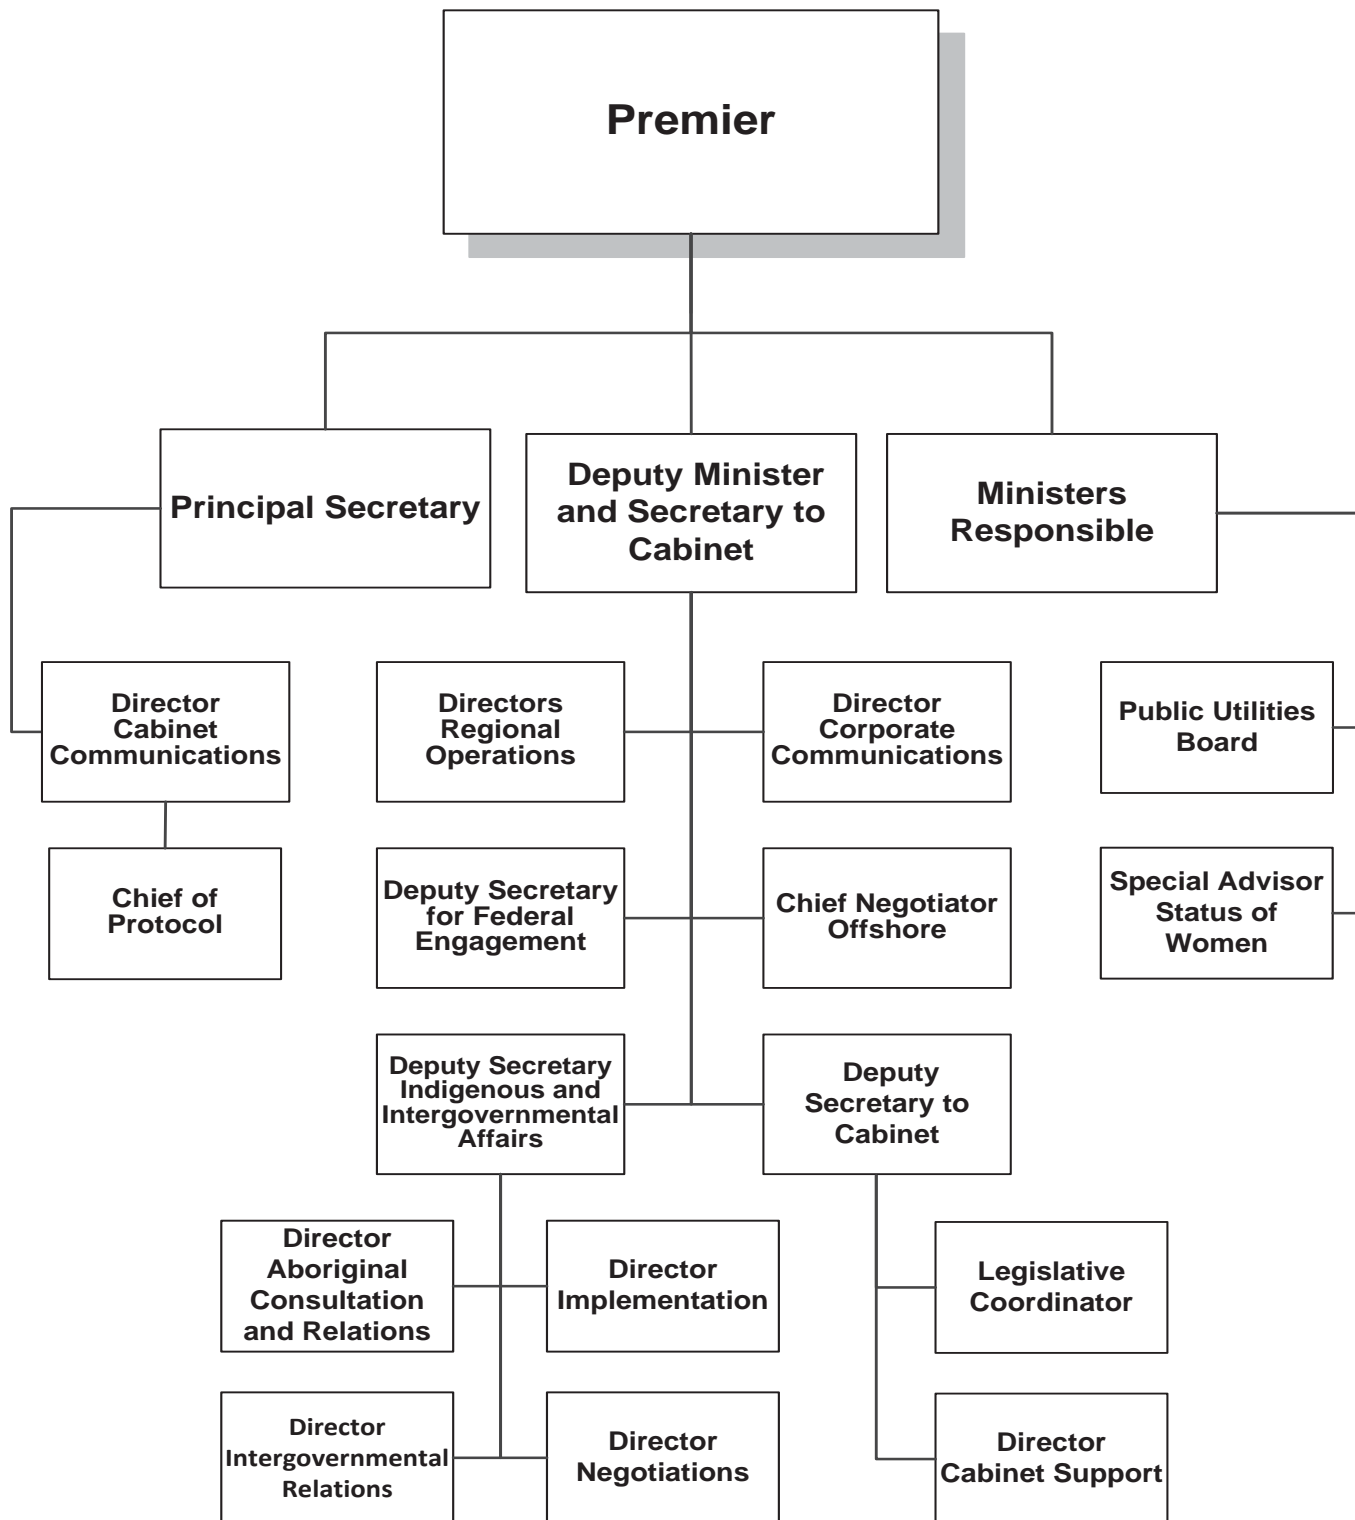 Premier
Principal Secretary
Deputy Minister
and Secretary to
Cabinet
Ministers
Responsible
Director
Cabinet
Communications
Directors
Regional
Operations
Director
Corporate
Communications
Public Utilities
Board
Chief of
Protocol
Deputy Secretary
for Federal
Engagement
Chief Negotiator
Offshore
Special Advisor
Status of
Women
Deputy Secretary
Indigenous and
Intergovernmental
Affairs
Deputy
Secretary to
Cabinet
Director
Aboriginal
Consultation
and Relations
Director
Implementation
Legislative
Coordinator
Director
Intergovernmental
Relations
Director
Negotiations
Director
Cabinet Support